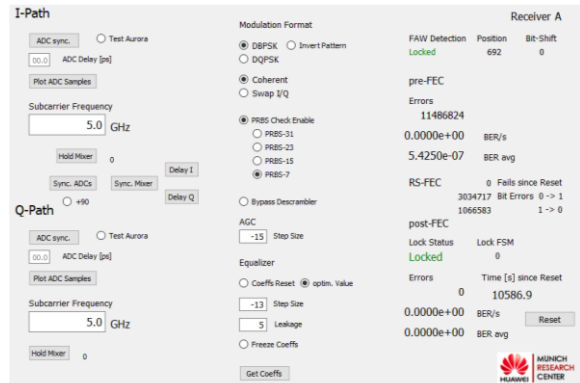 I-Path
ADC sync.
Test Aurora
00.0
ADC Delay [ps]
Plot ADC Samples
Subcarrier Frequency
5.0 GHz
Hold Mixer
0
Delay I
Sync. ADCs
Sync. Mixer
Delay Q
+90
Q-Path
ADC sync.
Test Aurora
00.0
ADC Delay [ps]
Plot ADC Samples
Subcarrier Frequency
5.0 GHz
Hold Mixer
0
Modulation Format
DBPSK
Invert Pattern
DQPSK
Coherent
Swap I/Q
PRBS Check Enable
PRBS-31
PRBS-23
PRBS-15
PRBS-7
Bypass Descrambler
AGC
-15 Step Size
Equalizer
Coeffs Reset
optim. Value
-13 Step Size
5 Leakage
Freeze Coeffs
Get Coeffs
Receiver A
FAW Detection Position Bit-Shift
Locked 692 0
pre-FEC
Errors
11486824
0.0000e+00 BER/s
5.4250e-07 BER avg
RS-FEC 0 Fails since Reset
3034717 Bit Errors 0 -> 1
1066583 1 -> 0
post-FEC
Lock Status Lock FSM
Locked 0
Errors Time [s] since Reset
0 10586.9
0.0000e+00 BER/s
Reset
0.0000e+00 BER avg
HUAWEI
MUNICH
RESEARCH
CENTER